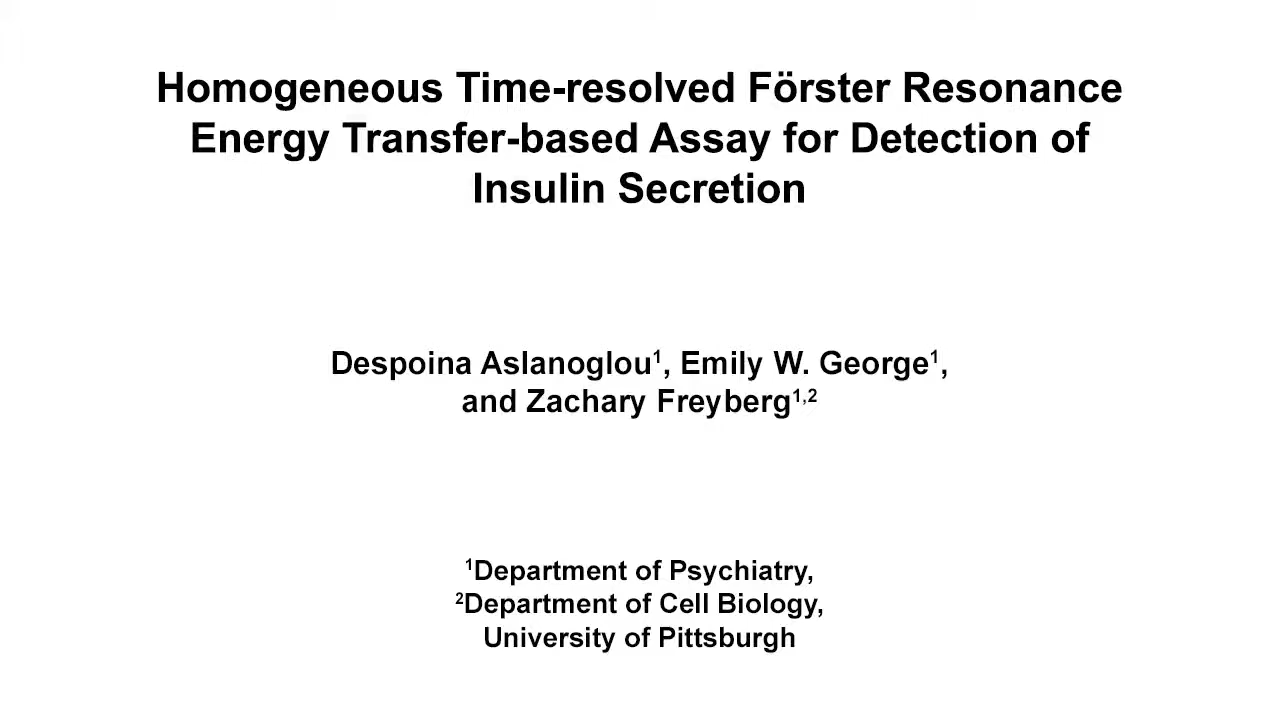 Homogeneous Time-resolved Förster Resonance
Energy Transfer-based Assay for Detection of
Insulin Secretion
Despoina Aslanoglou¹, Emily W. George¹,
and Zachary Freyberg¹,²
¹Department of Psychiatry,
²Department of Cell Biology,
University of Pittsburgh